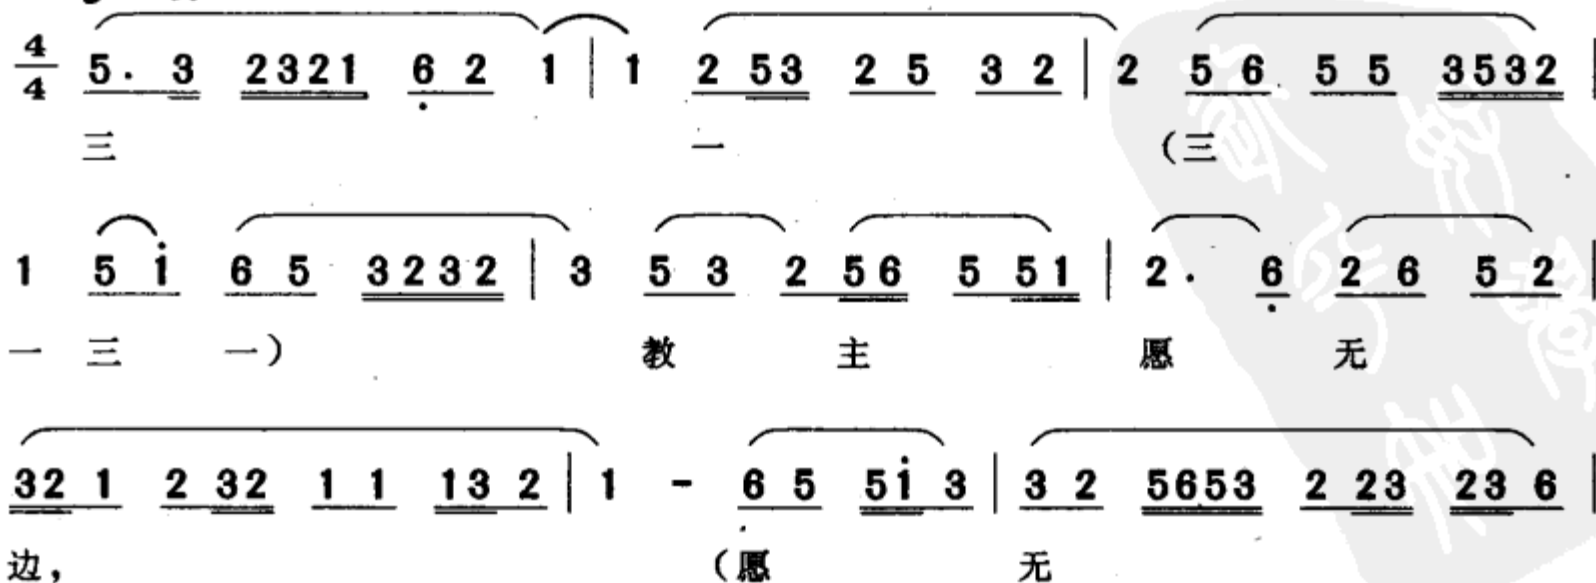 4/4 5. 3 2321 6 2 1 | 1 2 53 2 5 3 2 | 2 5 6 5 5 3532 |
三 一 （三
1 5 i 6 5 3232 | 3 5 3 2 56 5 51 | 2. 6 2 6 5 2 |
一 三 一） 教 主 愿 无
32 1 2 32 1 1 13 2 | 1 - 6 5 5i 3 | 3 2 5653 2 23 23 6 |
边， （愿 无